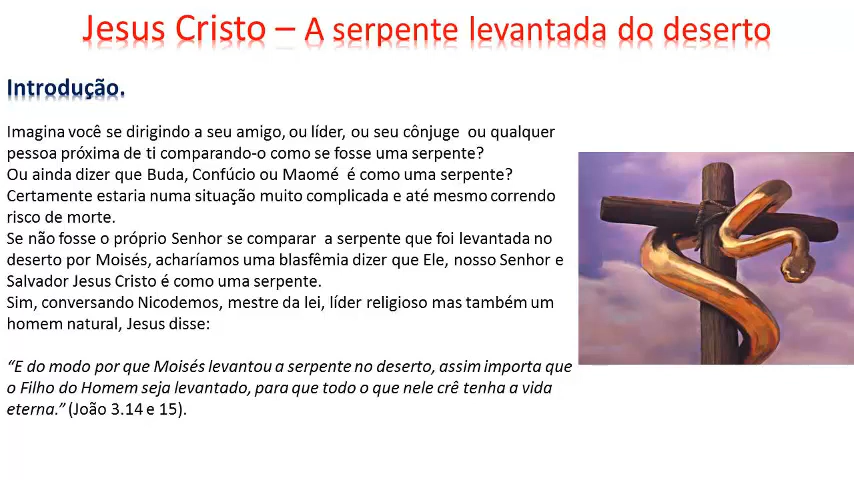 Jesus Cristo – A serpente levantada do deserto
Introdução.
Imagina você se dirigindo a seu amigo, ou líder, ou seu cônjuge ou qualquer
pessoa próxima de ti comparando-o como se fosse uma serpente?
Ou ainda dizer que Buda, Confúcio ou Maomé é como uma serpente?
Certamente estaria numa situação muito complicada e até mesmo correndo
risco de morte.
Se não fosse o próprio Senhor se comparar a serpente que foi levantada no
deserto por Moisés, acharíamos uma blasfêmia dizer que Ele, nosso Senhor e
Salvador Jesus Cristo é como uma serpente.
Sim, conversando Nicodemos, mestre da lei, líder religioso mas também um
homem natural, Jesus disse:
“E do modo por que Moisés levantou a serpente no deserto, assim importa que
o Filho do Homem seja levantado, para que todo o que nele crê tenha a vida
eterna.” (João 3.14 e 15).